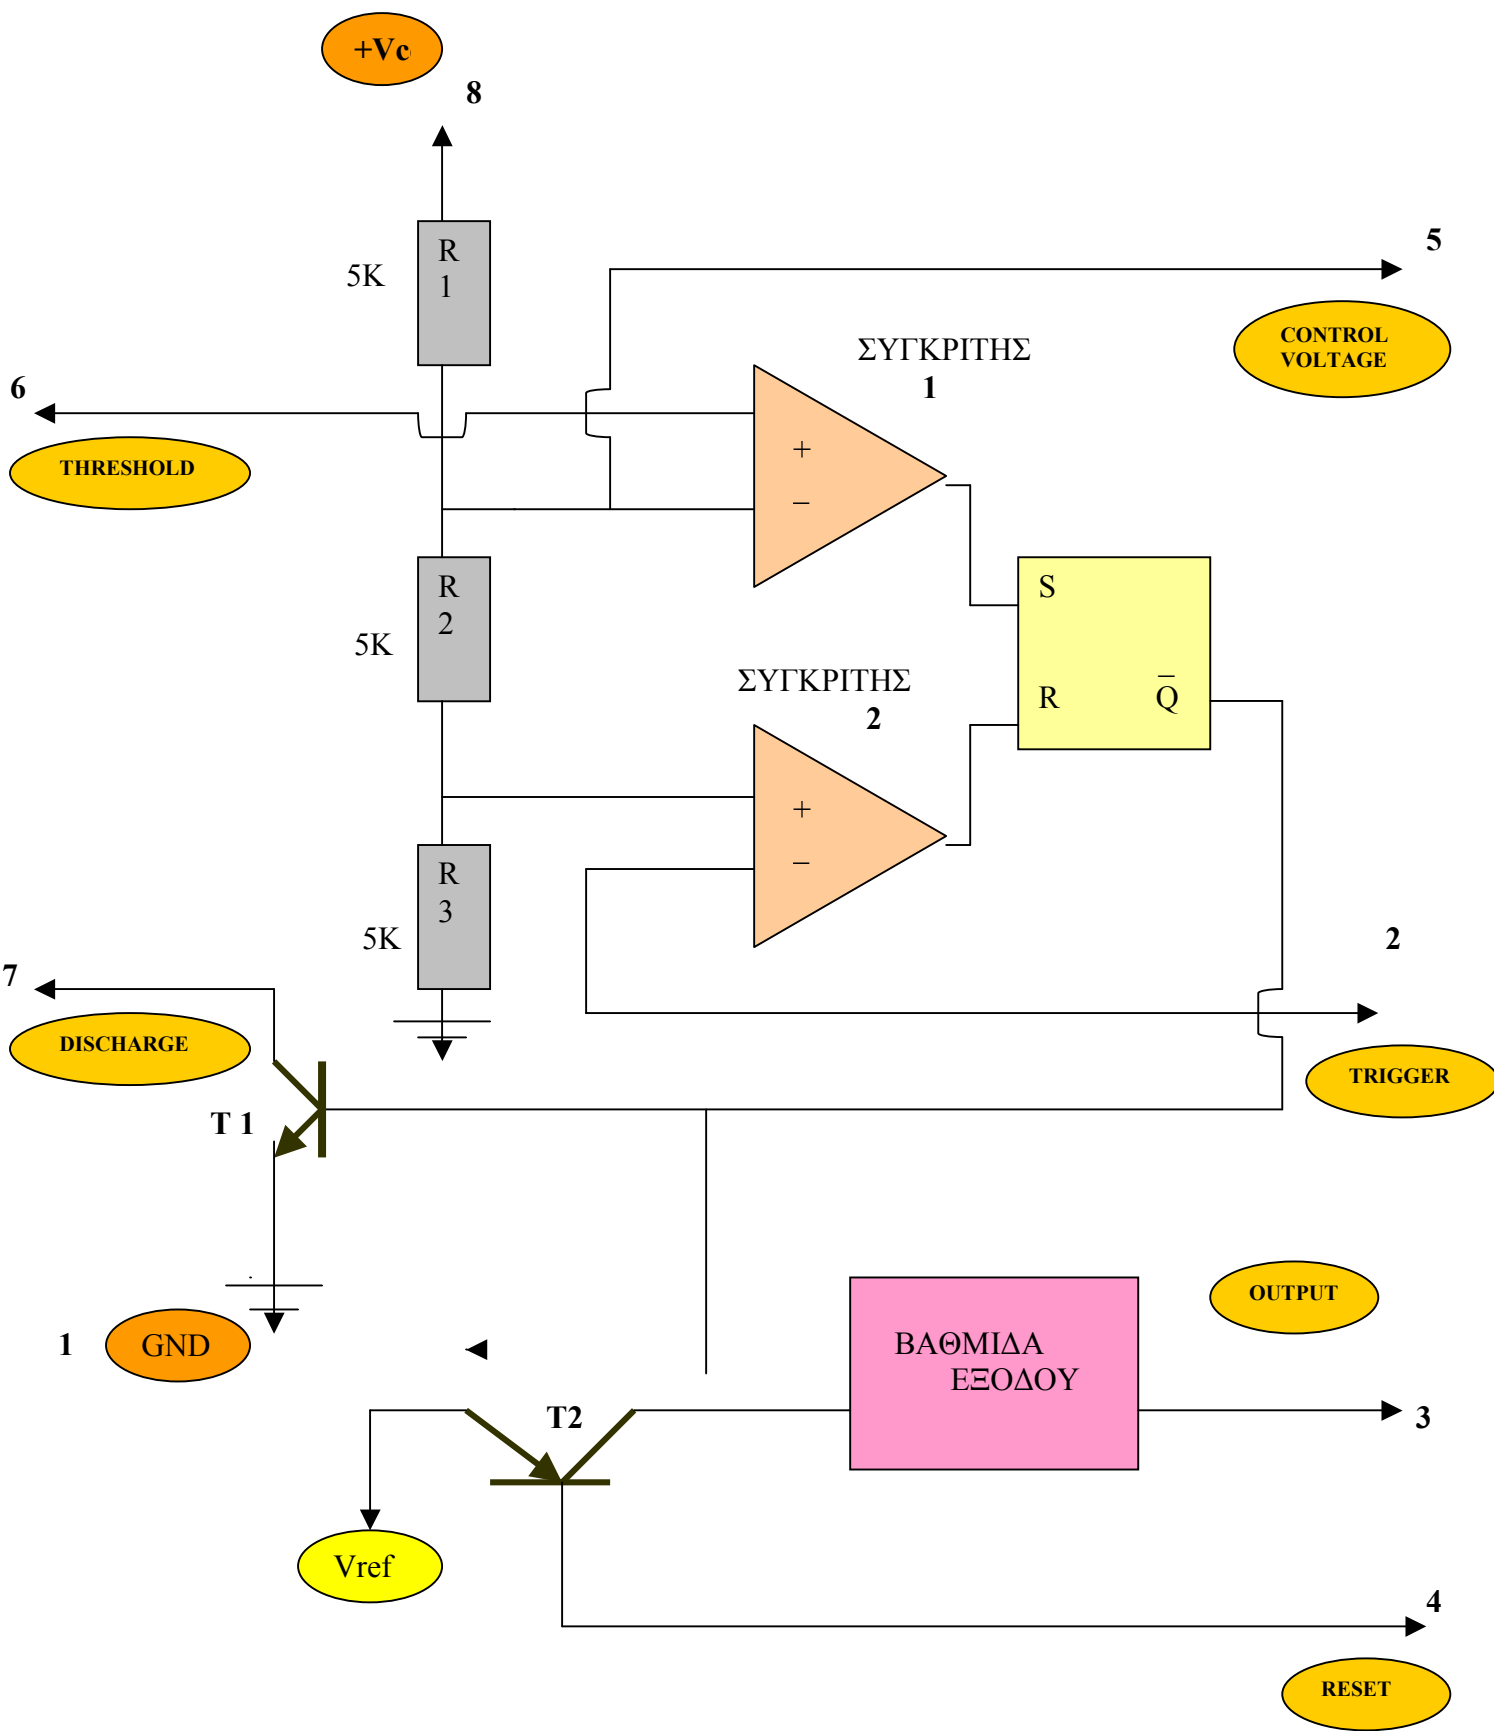 +Vc
8
R
1
5K
5
CONTROL
VOLTAGE
ΣΥΓΚΡΙΤΗΣ
1
6
THRESHOLD
+
–
R
2
5K
S
R
Q̅
ΣΥΓΚΡΙΤΗΣ
2
+
–
R
3
5K
2
TRIGGER
7
DISCHARGE
T 1
1
GND
OUTPUT
ΒΑΘΜΙΔΑ
ΕΞΟΔΟΥ
T2
3
Vref
4
RESET